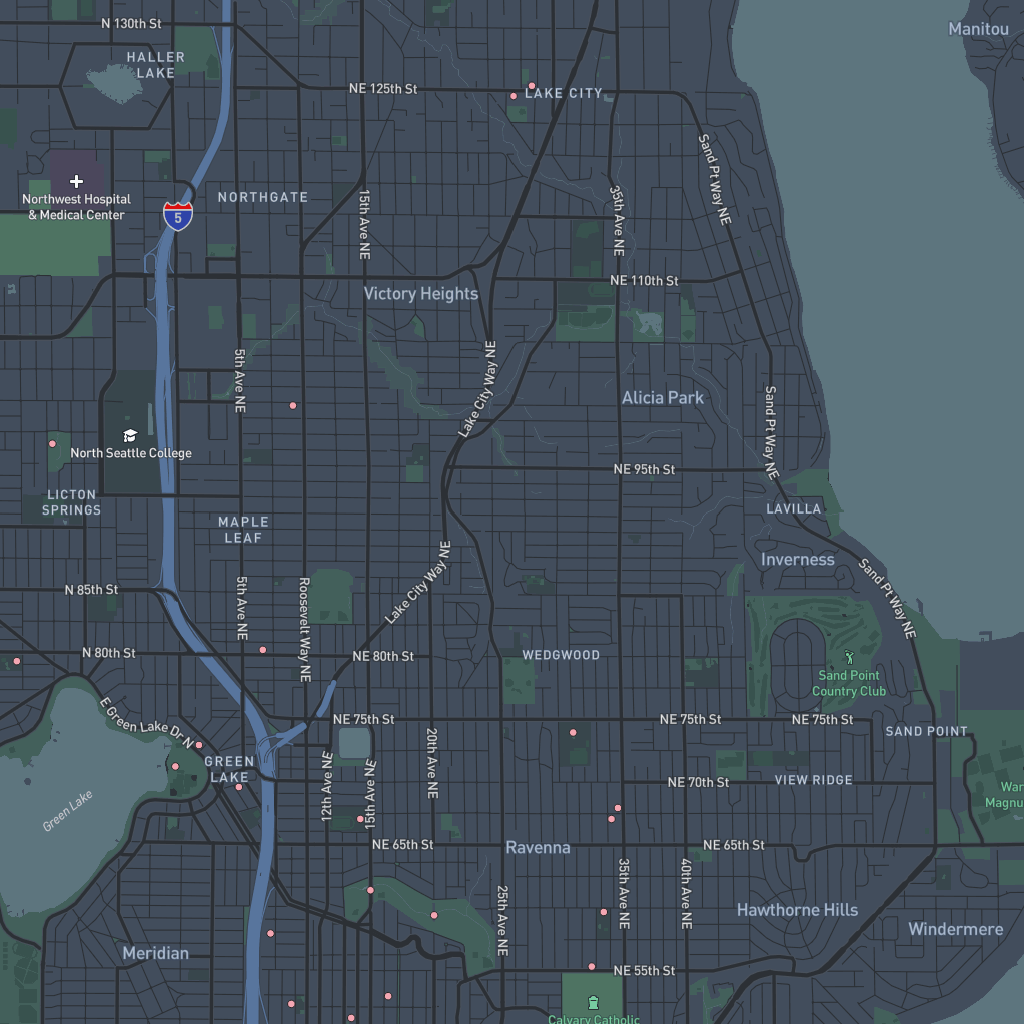 N 130th St
Manitou
HALLER
LAKE
NE 125th St
LAKE CITY
Sand Pt Way NE
Northwest Hospital
& Medical Center
NORTHGATE
5
15th Ave NE
35th Ave NE
NE 110th St
Victory Heights
5th Ave NE
Lake City Way NE
Alicia Park
Sand Pt Way NE
North Seattle College
NE 95th St
LICTON
SPRINGS
LAVILLA
MAPLE
LEAF
Inverness
N 85th St
5th Ave NE
Roosevelt Way NE
Lake City Way NE
Sand Pt Way NE
N 80th St
NE 80th St
WEDGWOOD
Sand Point
Country Club
E Green Lake Dr N
NE 75th St
NE 75th St
NE 75th St
SAND POINT
GREEN
LAKE
12th Ave NE
15th Ave NE
20th Ave NE
NE 70th St
VIEW RIDGE
War
Magnu
Green Lake
NE 65th St
Ravenna
NE 65th St
25th Ave NE
35th Ave NE
40th Ave NE
Hawthorne Hills
Windermere
Meridian
NE 55th St
Calvary Catholic